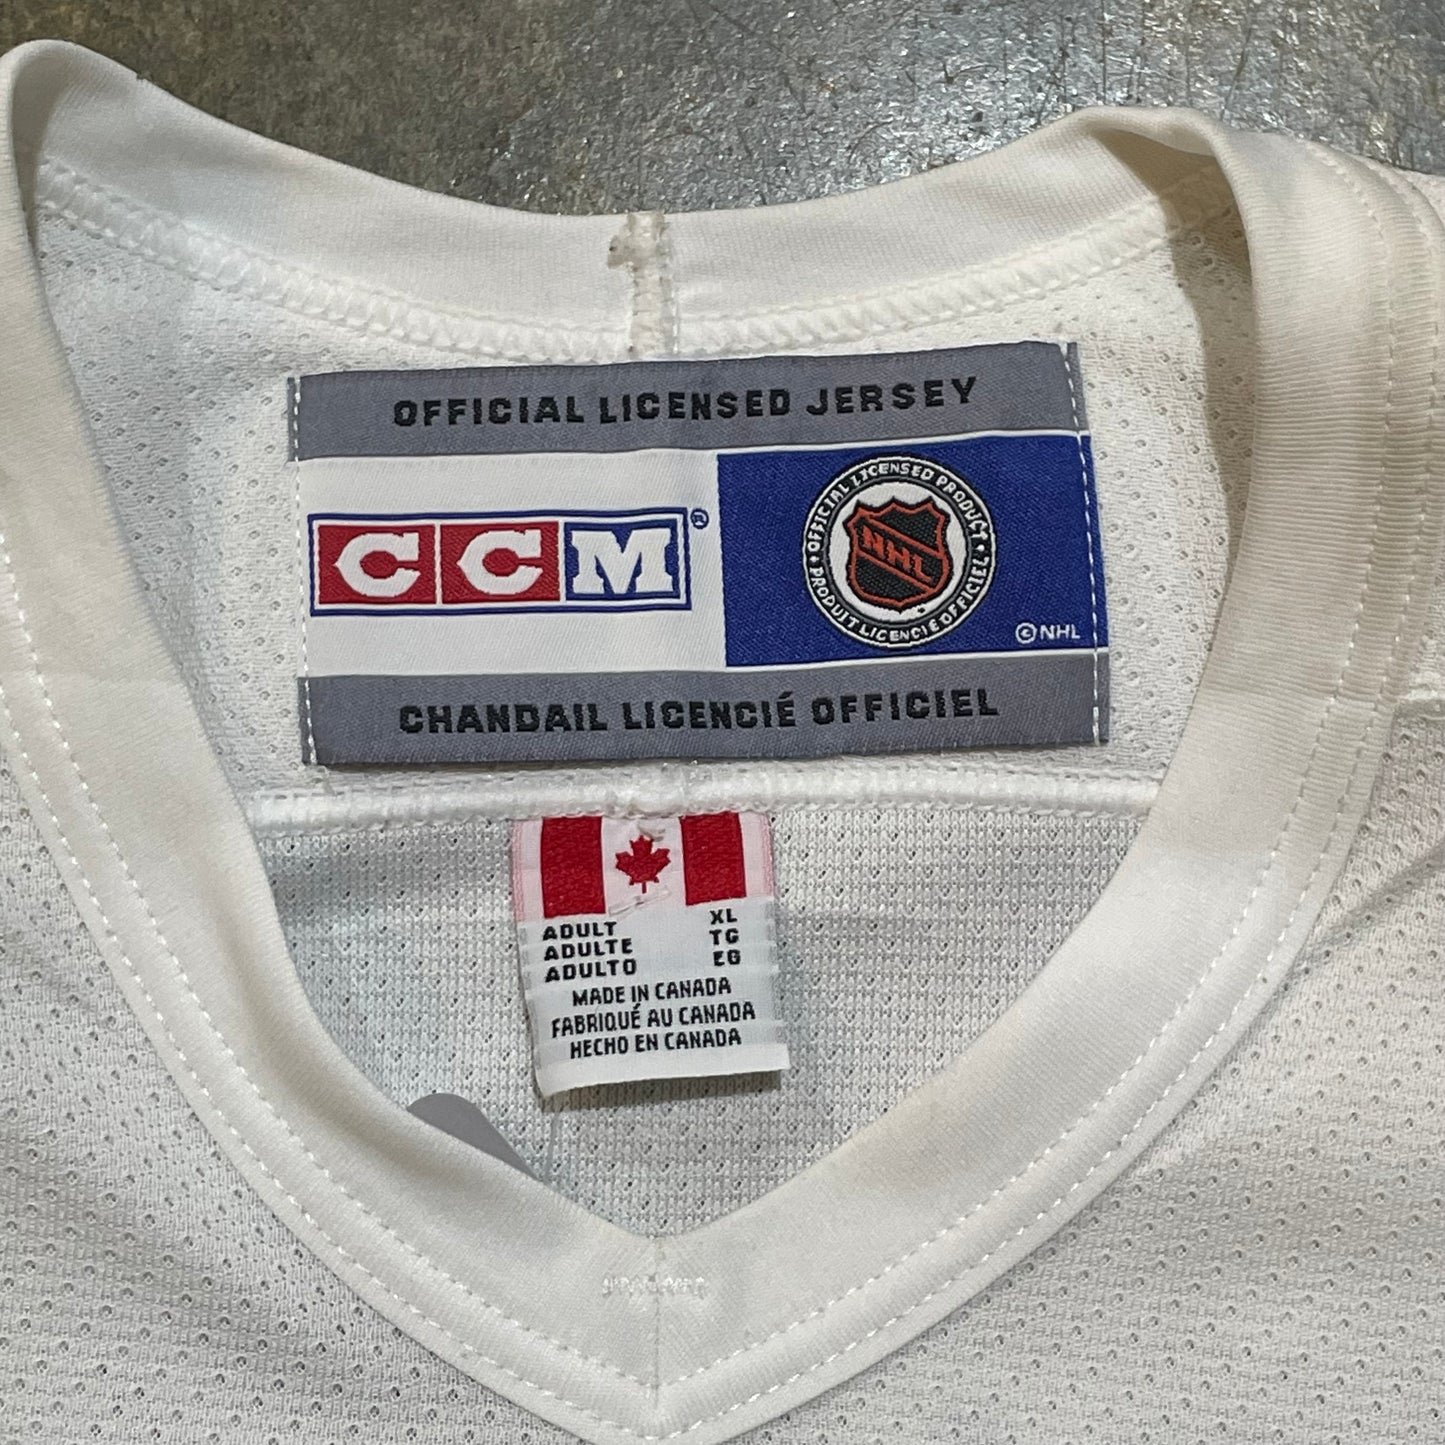 OFFICIAL LICENSED JERSEY
CCM®
OFFICIAL LICENSED PRODUCT
NHL
PRODUIT LICENCIÉ OFFICIEL
© NHL
CHANDAIL LICENCIÉ OFFICIEL
ADULT XL
ADULTE TG
ADULTO EG
MADE IN CANADA
FABRIQUÉ AU CANADA
HECHO EN CANADA